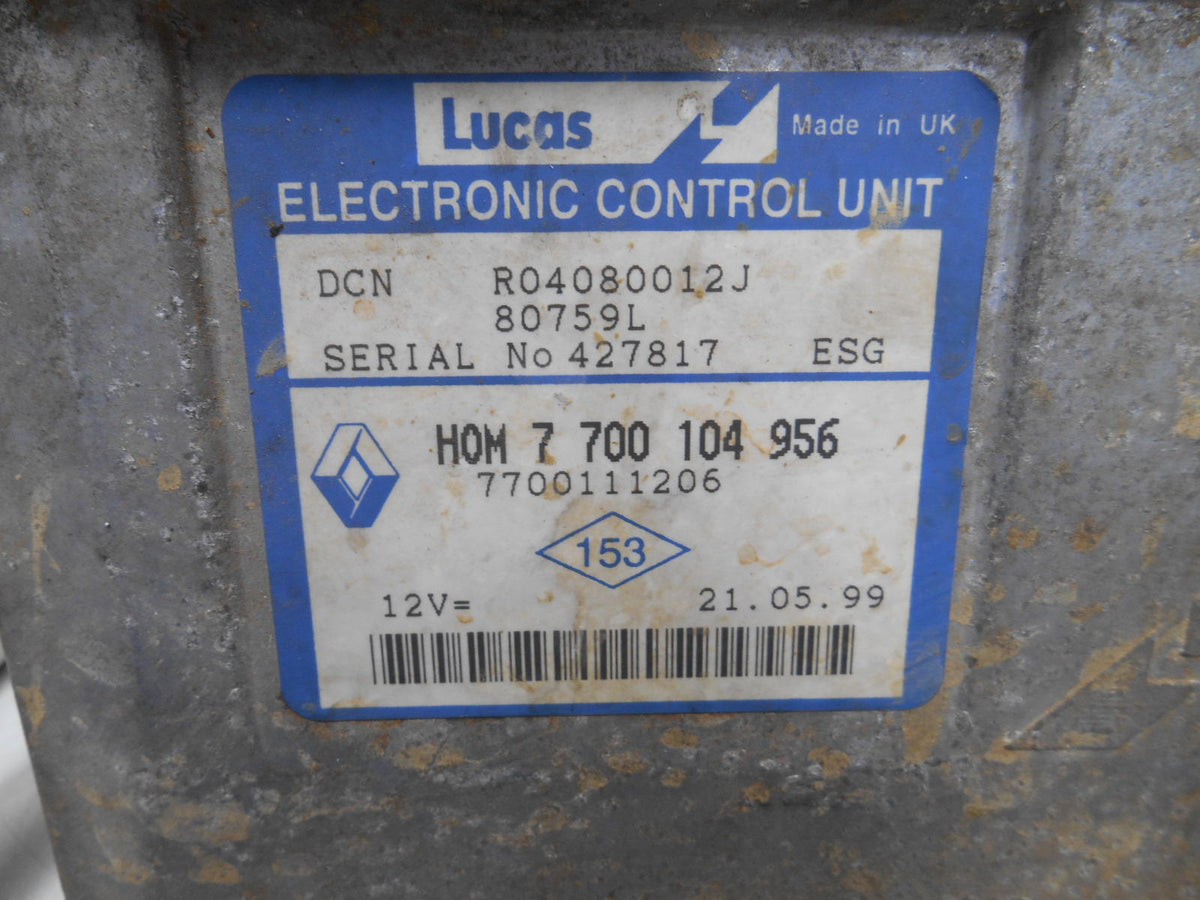 Lucas Made in UK
ELECTRONIC CONTROL UNIT
DCN R04080012J
80759L
SERIAL No 427817 ESG
HOM 7 700 104 956
7700111206
153
12V= 21.05.99